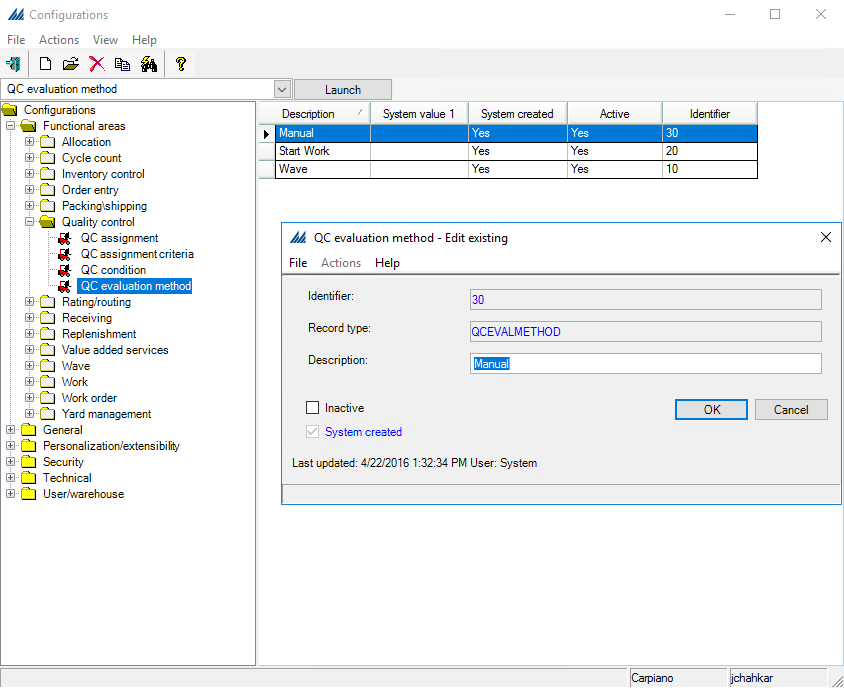 Configurations
File Actions View Help
QC evaluation method Launch
Configurations
Functional areas
Allocation
Cycle count
Inventory control
Order entry
Packing\shipping
Quality control
QC assignment
QC assignment criteria
QC condition
QC evaluation method
Rating/routing
Receiving
Replenishment
Value added services
Wave
Work
Work order
Yard management
General
Personalization/extensibility
Security
Technical
User/warehouse
Description System value 1 System created Active Identifier
Manual Yes Yes 30
Start Work Yes Yes 20
Wave Yes Yes 10
QC evaluation method - Edit existing
File Actions Help
Identifier: 30
Record type: QCEVALMETHOD
Description: Manual
Inactive
OK Cancel
System created
Last updated: 4/22/2016 1:32:34 PM User: System
Carpiano jchahkar